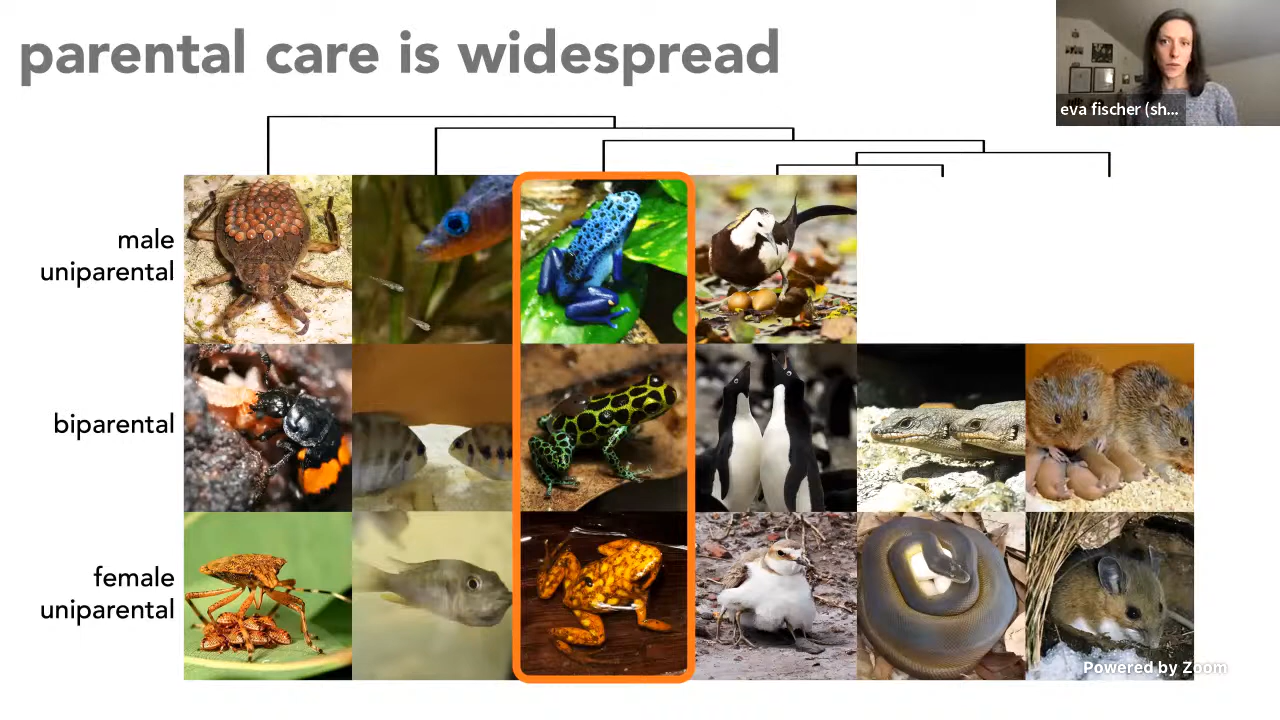 parental care is widespread
eva fischer (sh...
male
uniparental
biparental
female
uniparental
Powered by Zoom